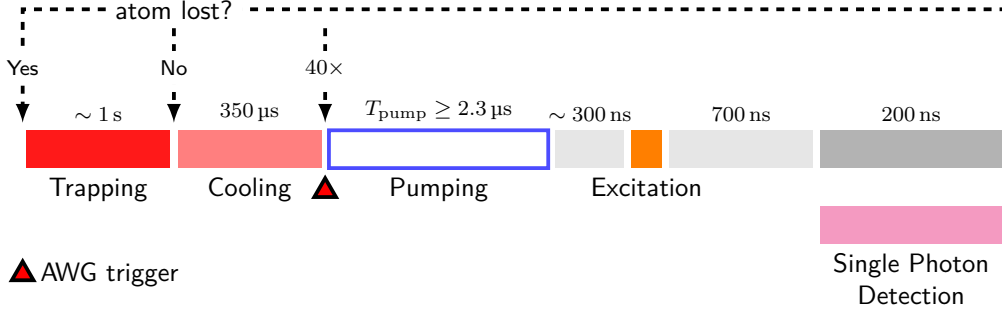 atom lost?
Yes
No
40×
∼ 1 s
350 µs
T_pump ≥ 2.3 µs
∼ 300 ns
700 ns
200 ns
Trapping
Cooling
Pumping
Excitation
AWG trigger
Single Photon
Detection